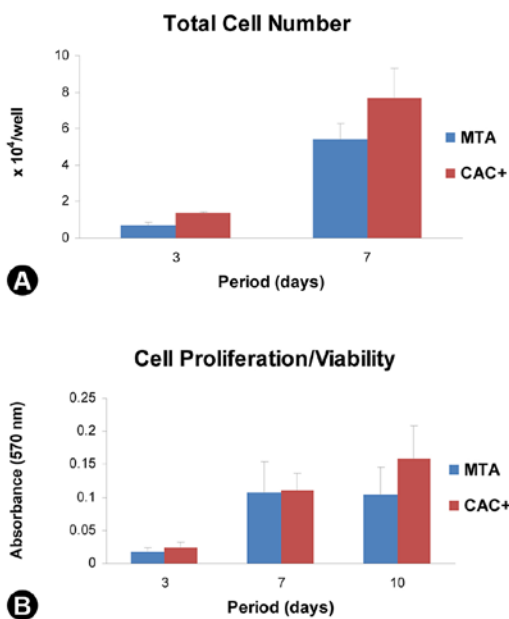 Total Cell Number
10
8
6
4
2
0
x 10⁴/well
3
7
Period (days)
MTA
CAC+
A
Cell Proliferation/Viability
0.25
0.2
0.15
0.1
0.05
0
Absorbance (570 nm)
3
7
10
Period (days)
MTA
CAC+
B